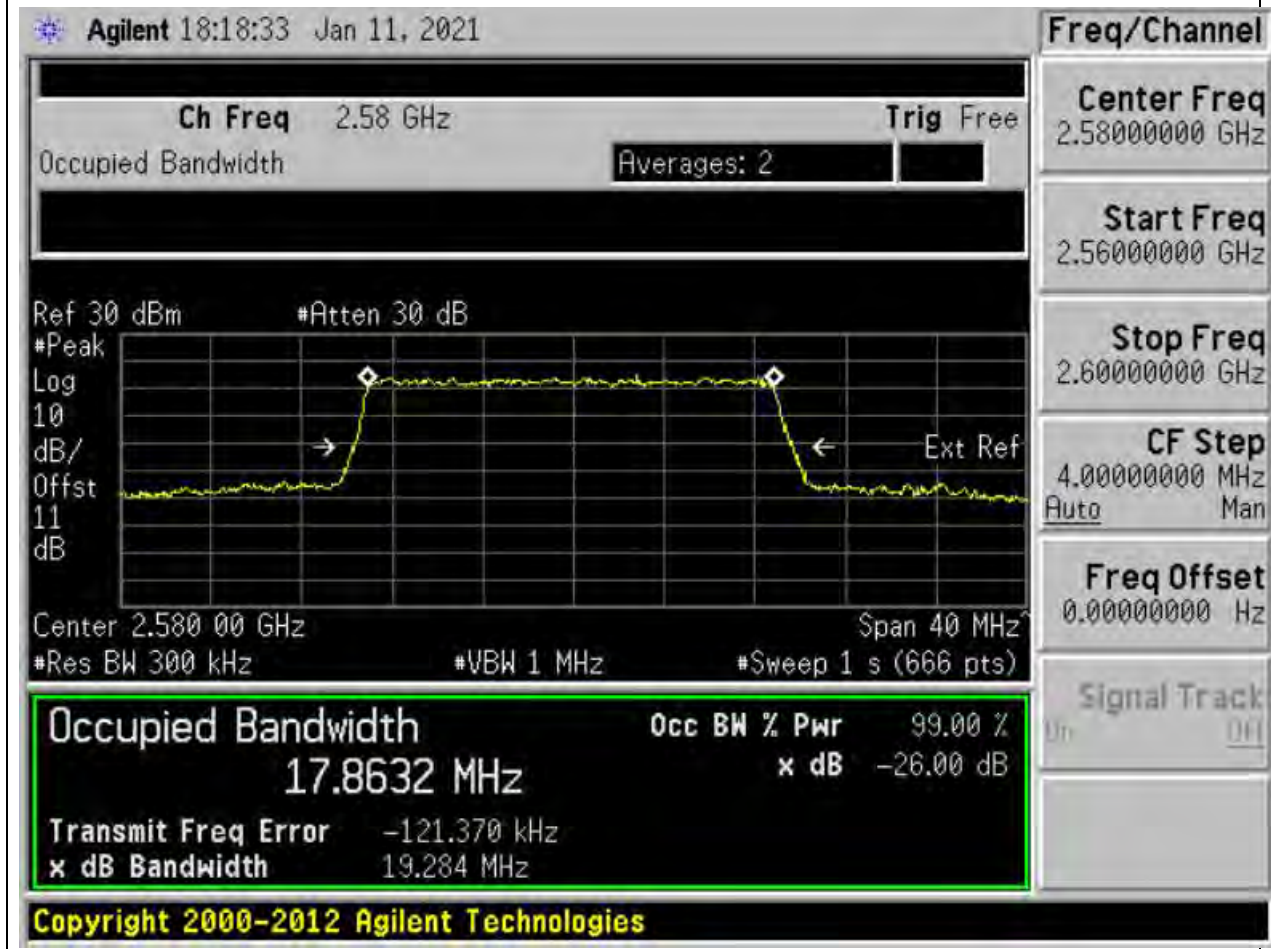 Agilent 18:18:33 Jan 11, 2021
Freq/Channel
Ch Freq 2.58 GHz Trig Free
Occupied Bandwidth Averages: 2
Center Freq
2.58000000 GHz
Start Freq
2.56000000 GHz
Stop Freq
2.60000000 GHz
CF Step
4.00000000 MHz
Auto Man
Freq Offset
0.00000000 Hz
Signal Track
On Off
Ref 30 dBm #Atten 30 dB
#Peak
Log
10
dB/
Offst
11
dB
Ext Ref
Center 2.580 00 GHz Span 40 MHz^
#Res BW 300 kHz #VBW 1 MHz #Sweep 1 s (666 pts)
Occupied Bandwidth Occ BW % Pwr 99.00 %
17.8632 MHz x dB -26.00 dB
Transmit Freq Error -121.370 kHz
x dB Bandwidth 19.284 MHz
Copyright 2000-2012 Agilent Technologies